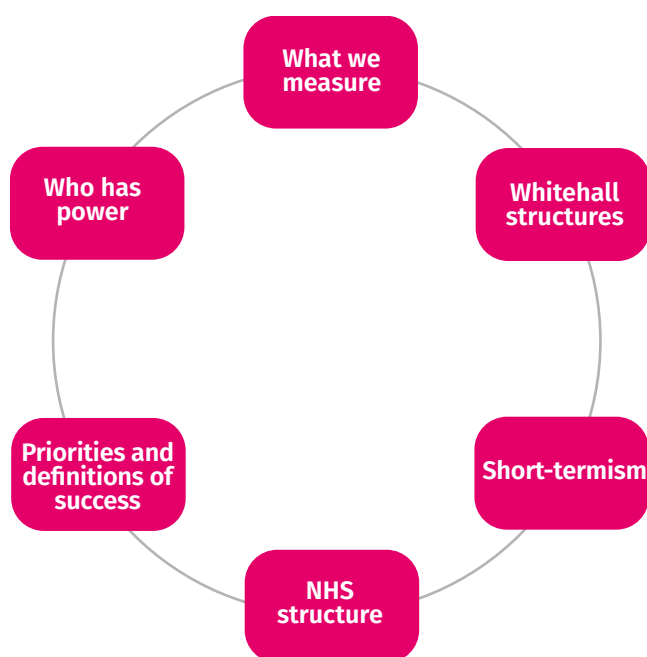 What we
measure
Who has
power
Whitehall
structures
Priorities and
definitions of
success
Short-termism
NHS
structure